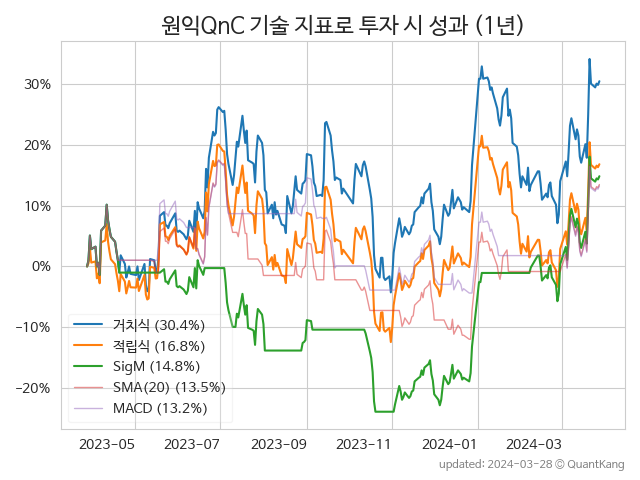 원익QnC 기술 지표로 투자 시 성과 (1년)
30%
20%
10%
0%
−10%
−20%
거치식 (30.4%)
적립식 (16.8%)
SigM (14.8%)
SMA(20) (13.5%)
MACD (13.2%)
2023-05 2023-07 2023-09 2023-11 2024-01 2024-03
updated: 2024-03-28 © QuantKang